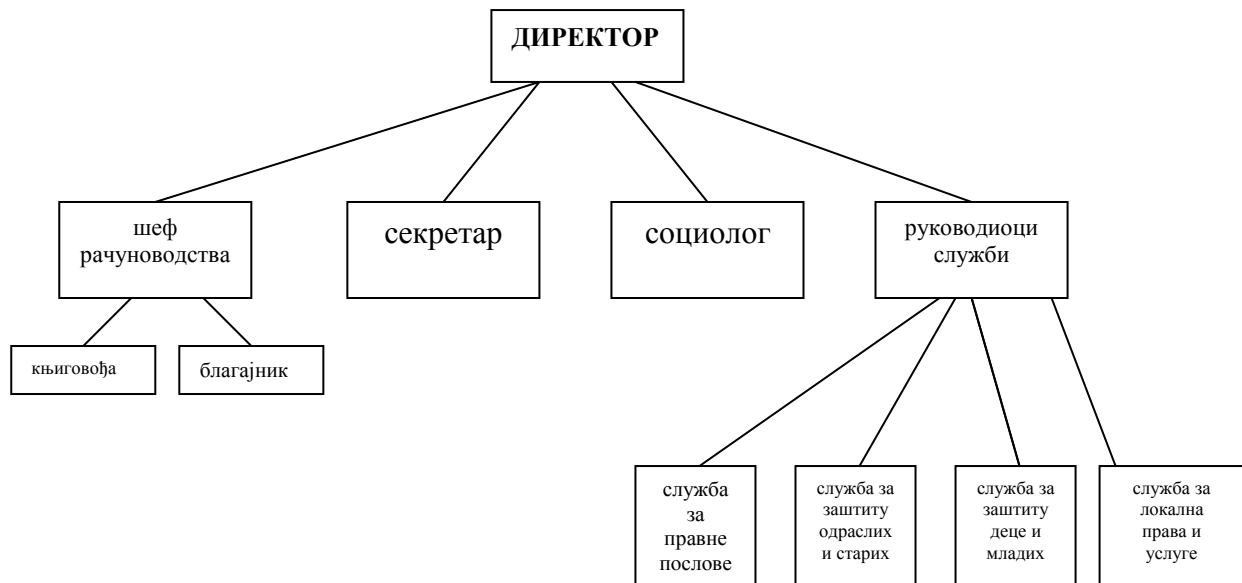 ДИРЕКТОР
шеф
рачуноводства
секретар
социолог
руководиоци
служби
књиговођа
благајник
служба
за
правне
послове
служба за
заштиту
одраслих
и старих
служба за
заштиту
деце и
младих
служба за
локална
права и
услуге